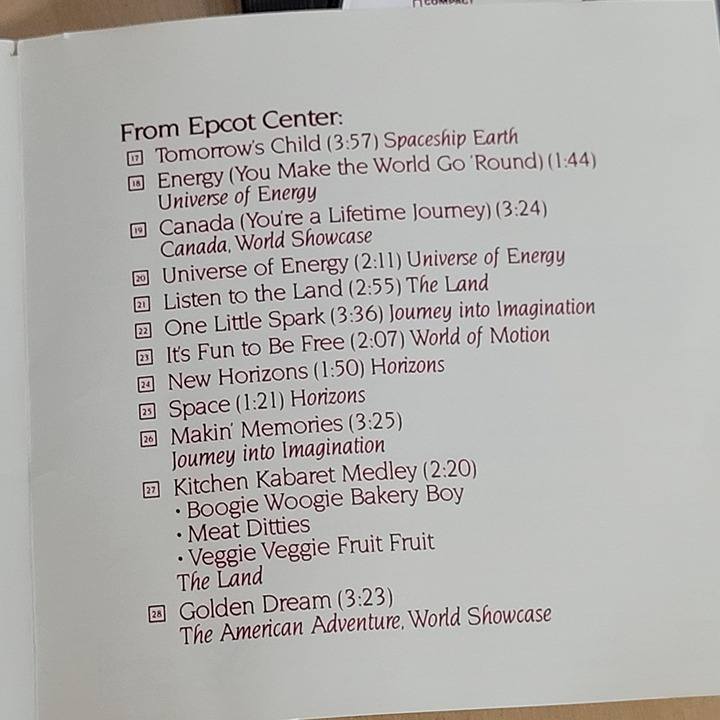 COMPACT
From Epcot Center:
17 Tomorrow's Child (3:57) Spaceship Earth
18 Energy (You Make the World Go 'Round) (1:44)
Universe of Energy
19 Canada (You're a Lifetime Journey) (3:24)
Canada, World Showcase
20 Universe of Energy (2:11) Universe of Energy
21 Listen to the Land (2:55) The Land
22 One Little Spark (3:36) Journey into Imagination
23 It's Fun to Be Free (2:07) World of Motion
24 New Horizons (1:50) Horizons
25 Space (1:21) Horizons
26 Makin' Memories (3:25)
Journey into Imagination
27 Kitchen Kabaret Medley (2:20)
• Boogie Woogie Bakery Boy
• Meat Ditties
• Veggie Veggie Fruit Fruit
The Land
28 Golden Dream (3:23)
The American Adventure, World Showcase